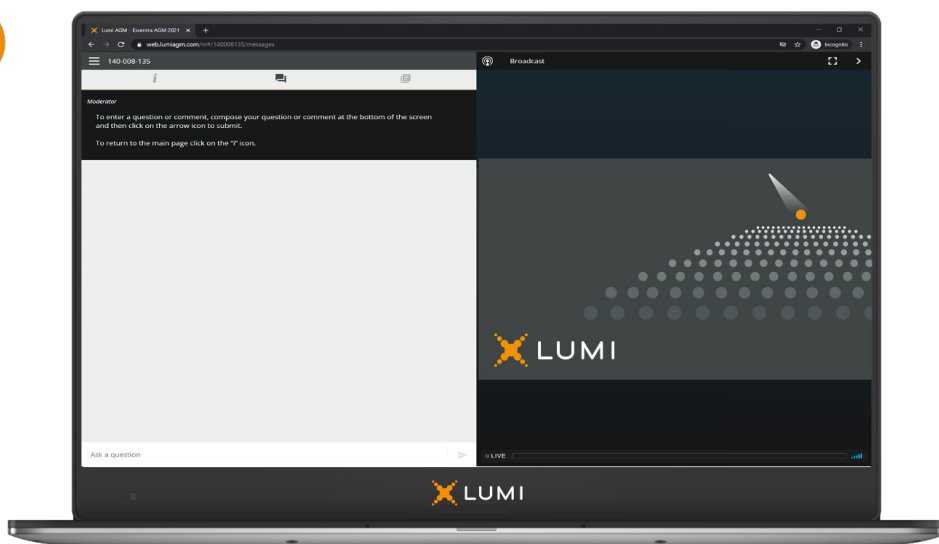 Lumi AGM - Essentra AGM 2021
web.lumiagm.com/#/140008135/messages
Incognito
140-008-135
Broadcast
i
Moderator
To enter a question or comment, compose your question or comment at the bottom of the screen
and then click on the arrow icon to submit.
To return to the main page click on the "i" icon.
LUMI
Ask a question
LIVE
LUMI